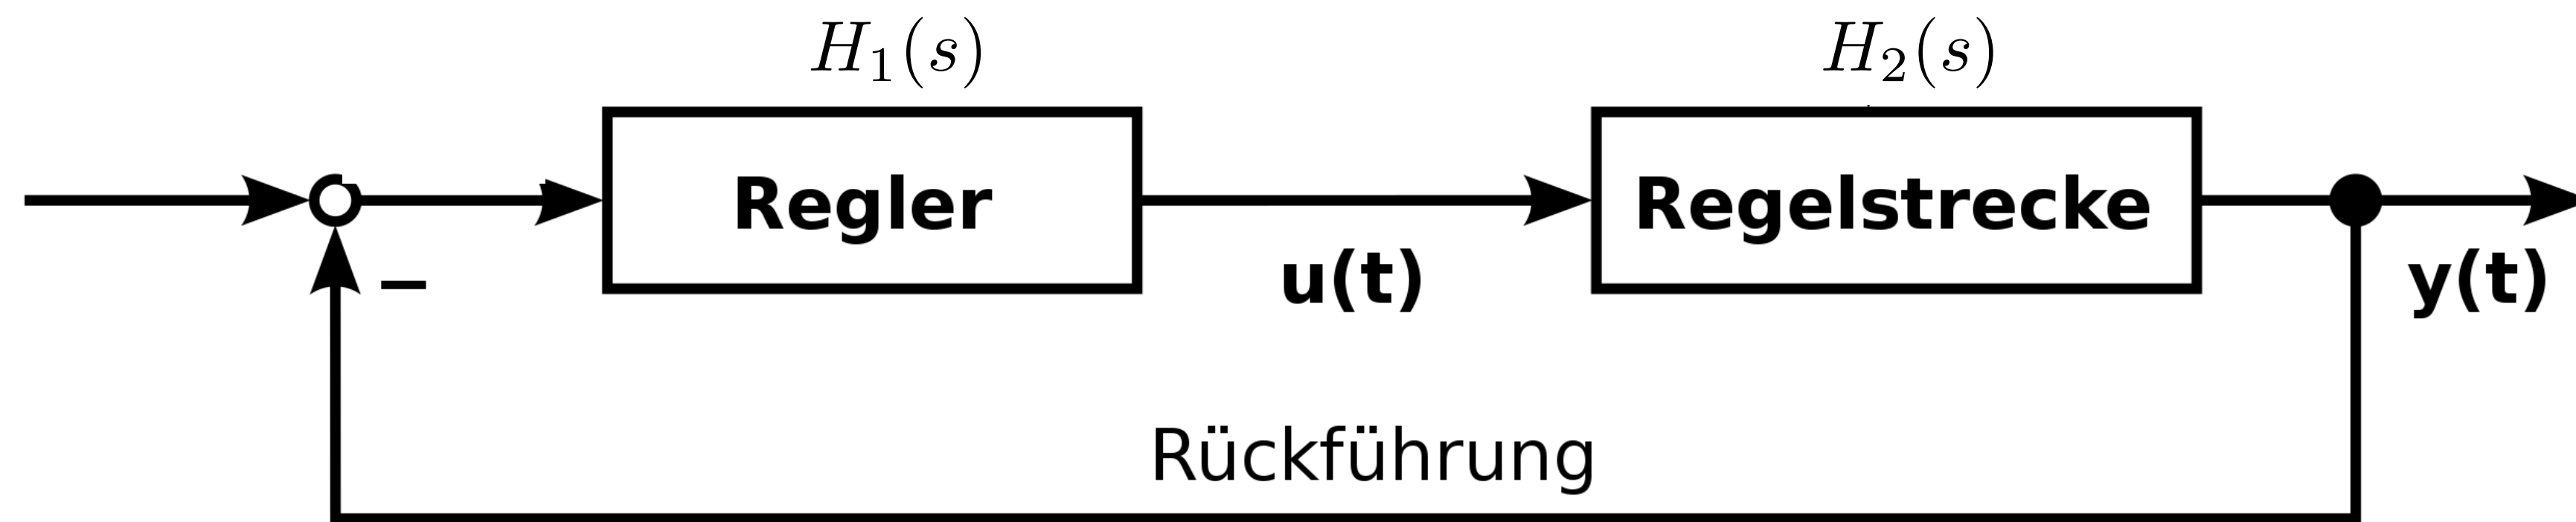 H₁(s)
H₂(s)
Regler
Regelstrecke
–
u(t)
y(t)
Rückführung